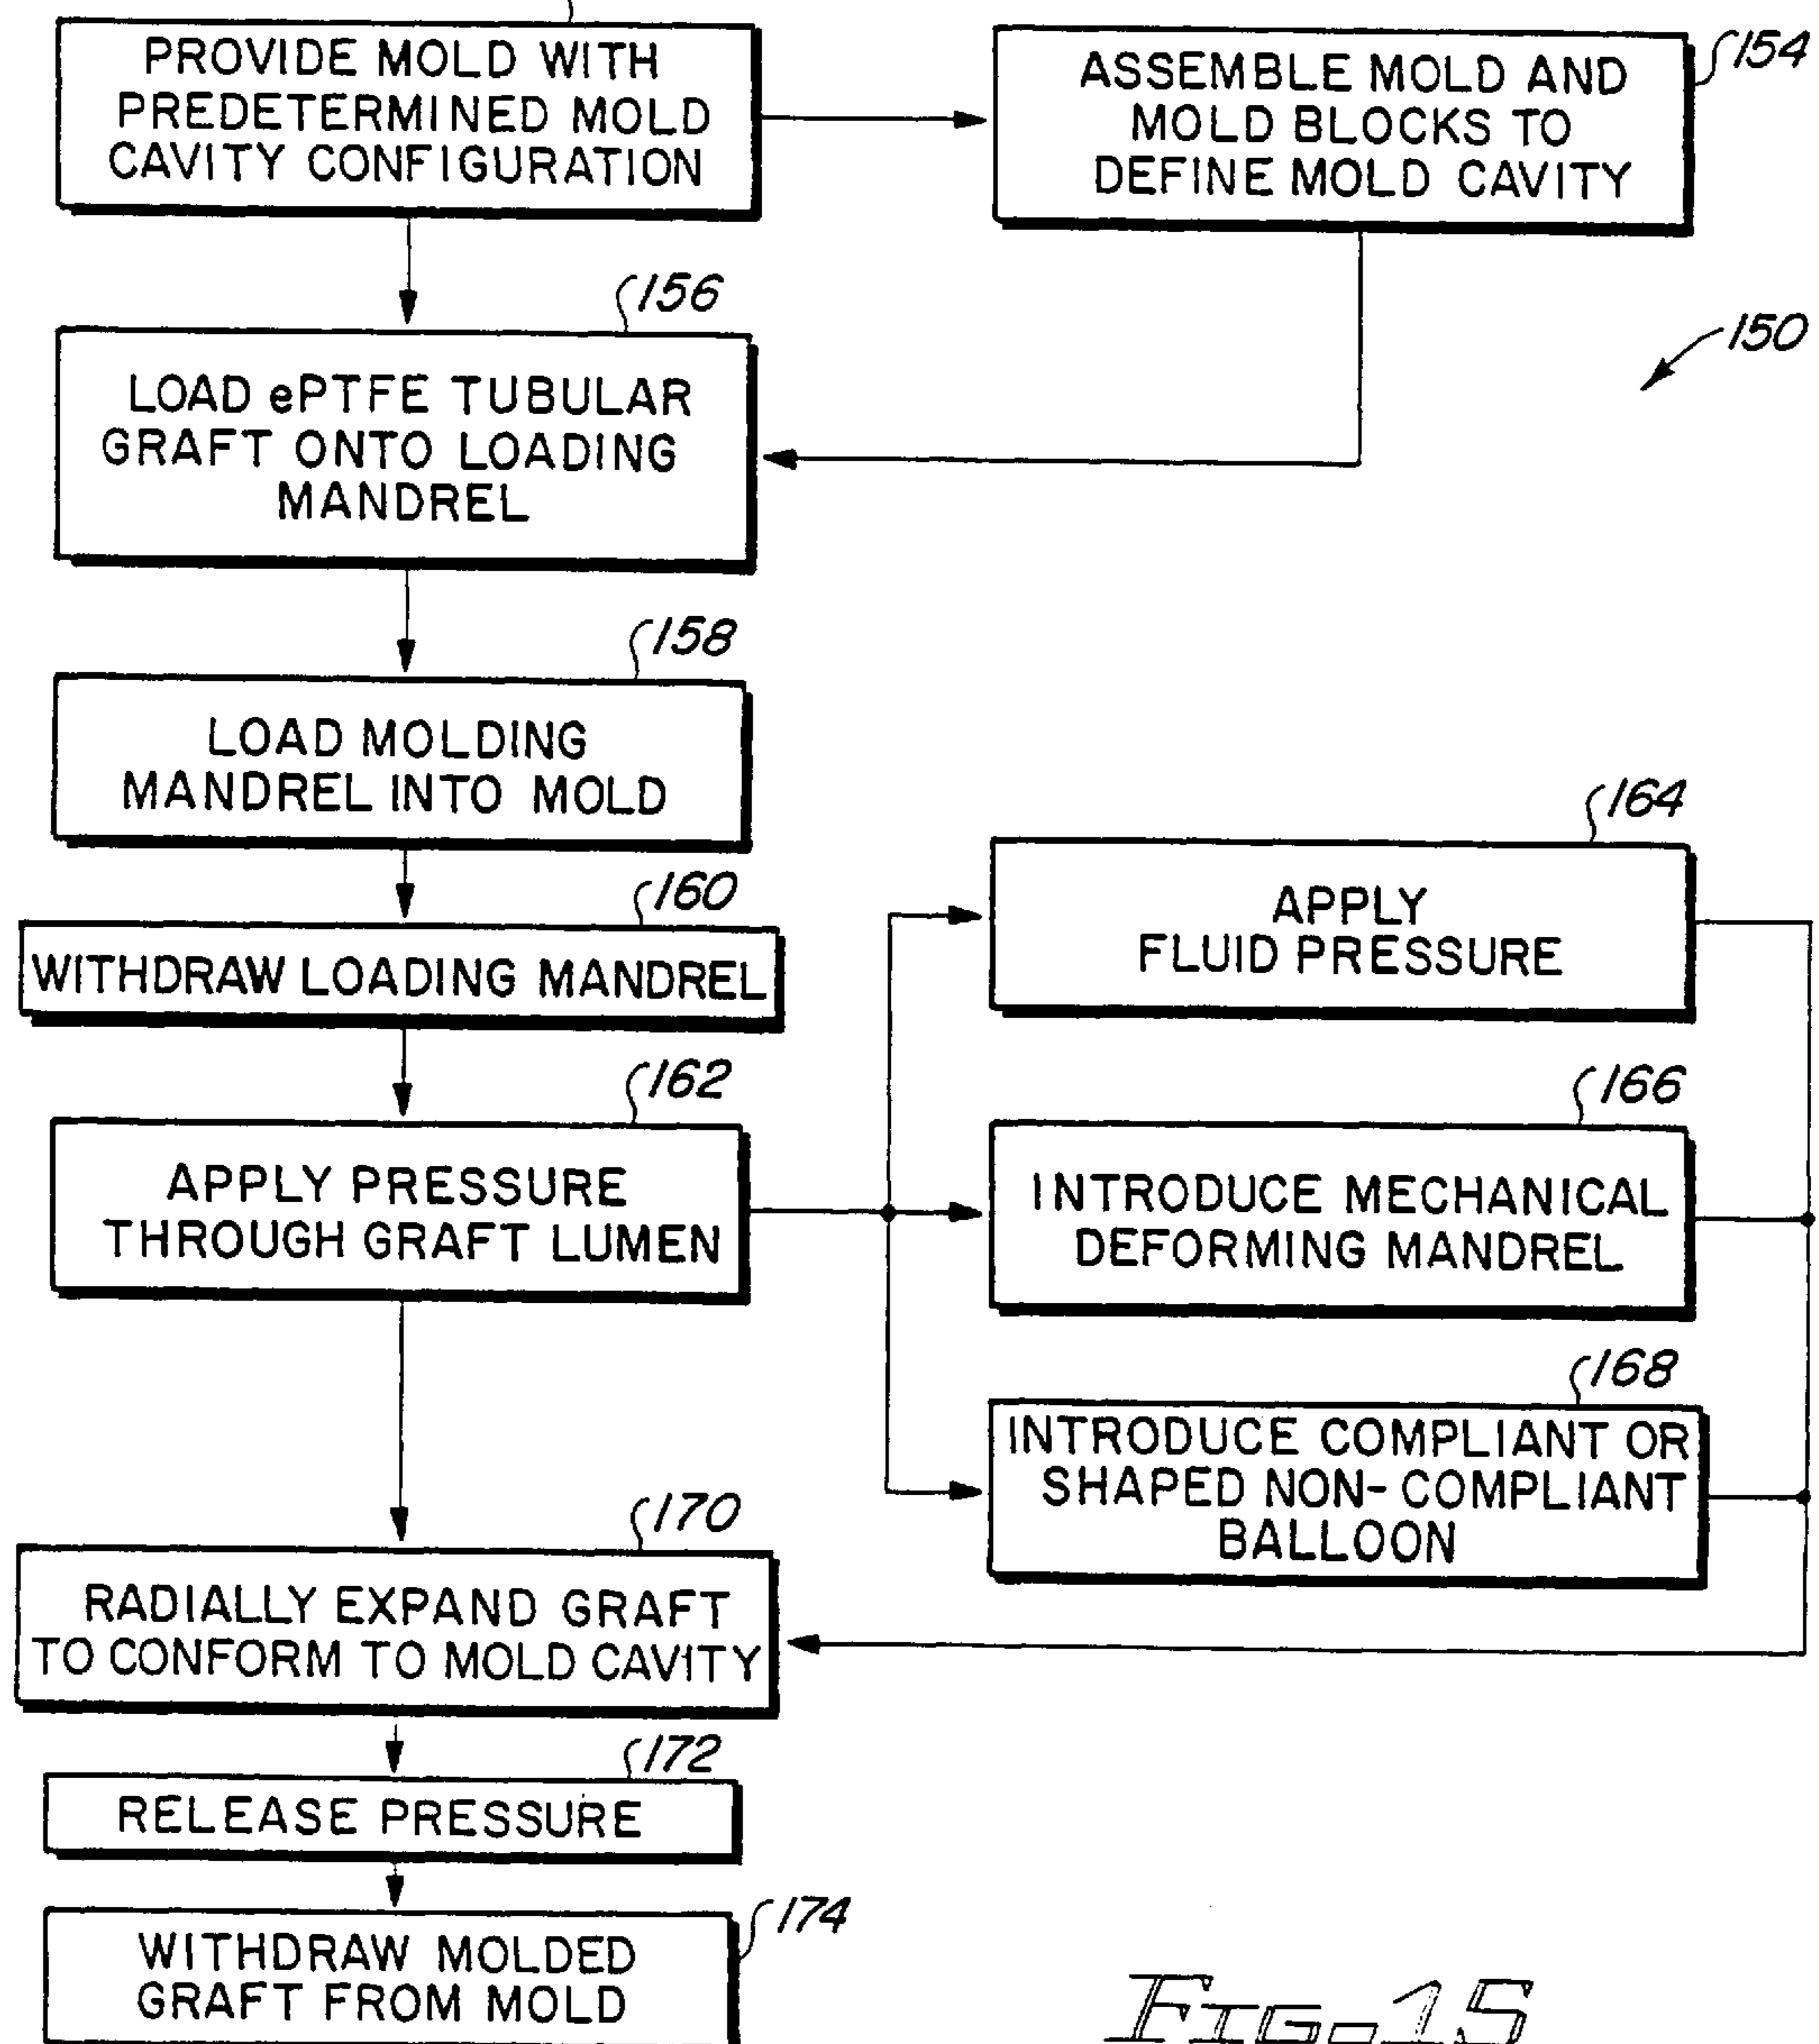 PROVIDE MOLD WITH
PREDETERMINED MOLD
CAVITY CONFIGURATION
154
ASSEMBLE MOLD AND
MOLD BLOCKS TO
DEFINE MOLD CAVITY
150
156
LOAD ePTFE TUBULAR
GRAFT ONTO LOADING
MANDREL
158
LOAD MOLDING
MANDREL INTO MOLD
160
WITHDRAW LOADING MANDREL
162
APPLY PRESSURE
THROUGH GRAFT LUMEN
164
APPLY
FLUID PRESSURE
166
INTRODUCE MECHANICAL
DEFORMING MANDREL
168
INTRODUCE COMPLIANT OR
SHAPED NON-COMPLIANT
BALLOON
170
RADIALLY EXPAND GRAFT
TO CONFORM TO MOLD CAVITY
172
RELEASE PRESSURE
174
WITHDRAW MOLDED
GRAFT FROM MOLD
FIG-15